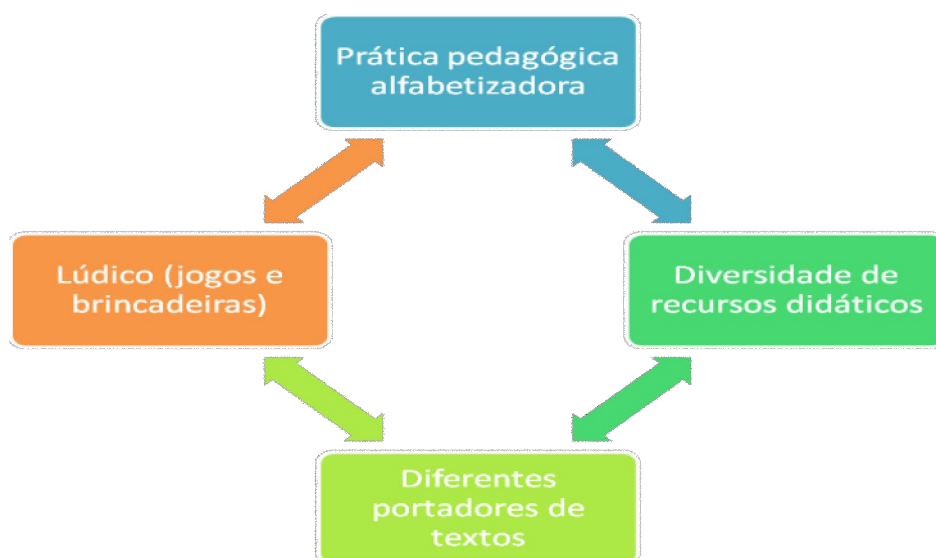 Prática pedagógica
alfabetizadora
Lúdico (jogos e
brincadeiras)
Diversidade de
recursos didáticos
Diferentes
portadores de
textos